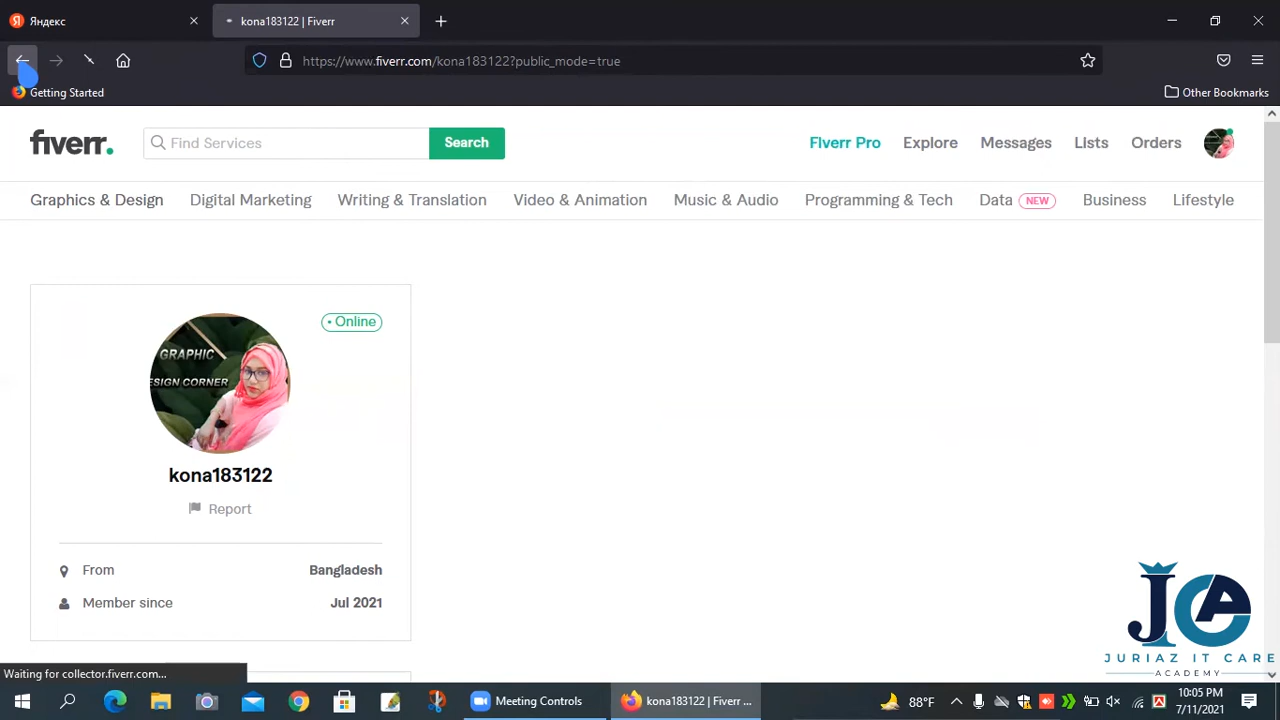 Яндекс
kona183122 | Fiverr
https://www.fiverr.com/kona183122?public_mode=true
Getting Started
Other Bookmarks
fiverr.
Find Services
Search
Fiverr Pro
Explore
Messages
Lists
Orders
Graphics & Design
Digital Marketing
Writing & Translation
Video & Animation
Music & Audio
Programming & Tech
Data NEW
Business
Lifestyle
• Online
GRAPHIC
ESIGN CORNER
kona183122
Report
From Bangladesh
Member since Jul 2021
JCA
JURIAZ IT CARE
ACADEMY
Waiting for collector.fiverr.com...
Meeting Controls
kona183122 | Fiverr ...
88°F
10:05 PM
7/11/2021